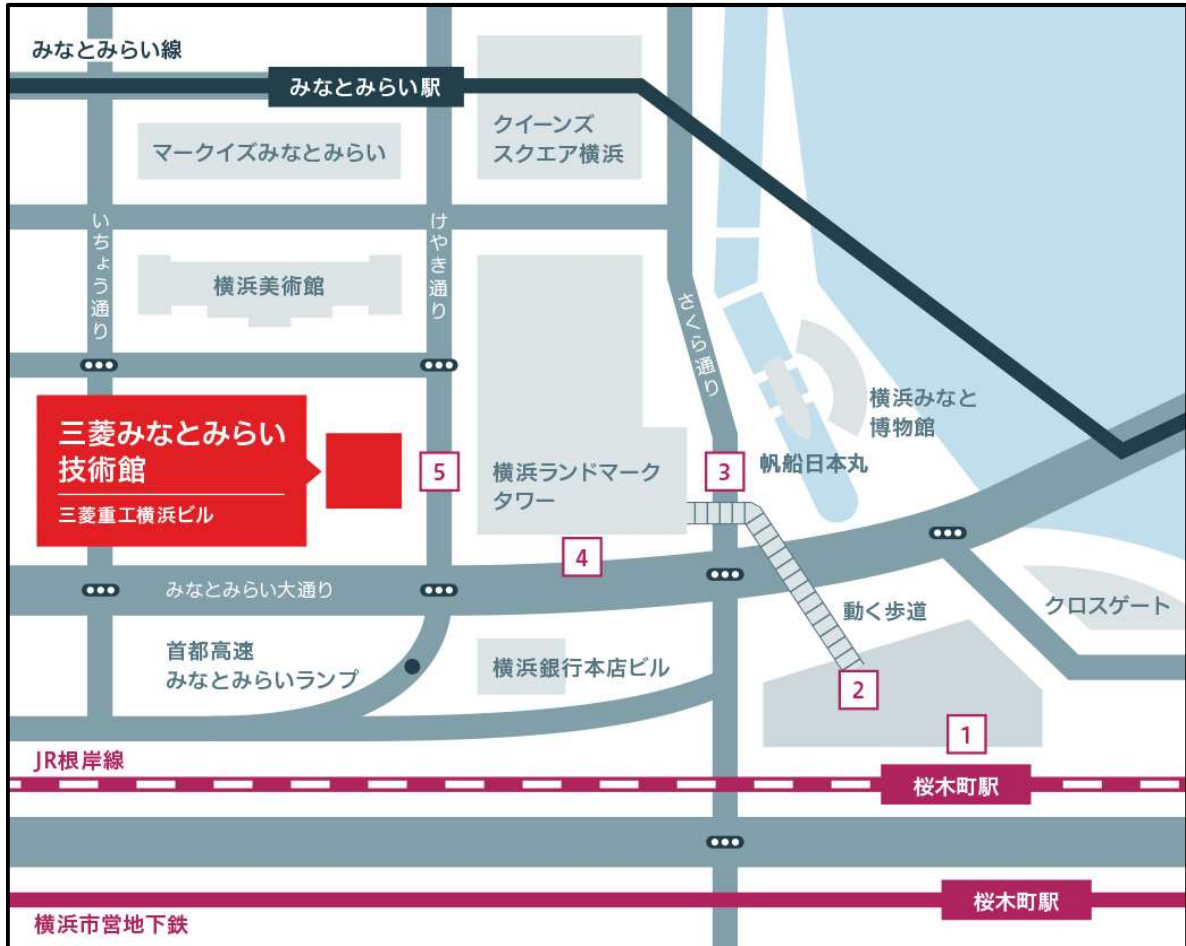 みなとみらい線
みなとみらい駅
マークイズみなとみらい
クイーンズ
スクエア横浜
いちょう通り
けやき通り
さくら通り
横浜美術館
三菱みなとみらい
技術館
三菱重工横浜ビル
5
横浜ランドマーク
タワー
3
帆船日本丸
横浜みなと
博物館
4
みなとみらい大通り
動く歩道
クロスゲート
首都高速
みなとみらいランプ
横浜銀行本店ビル
2
1
JR根岸線
桜木町駅
桜木町駅
横浜市営地下鉄